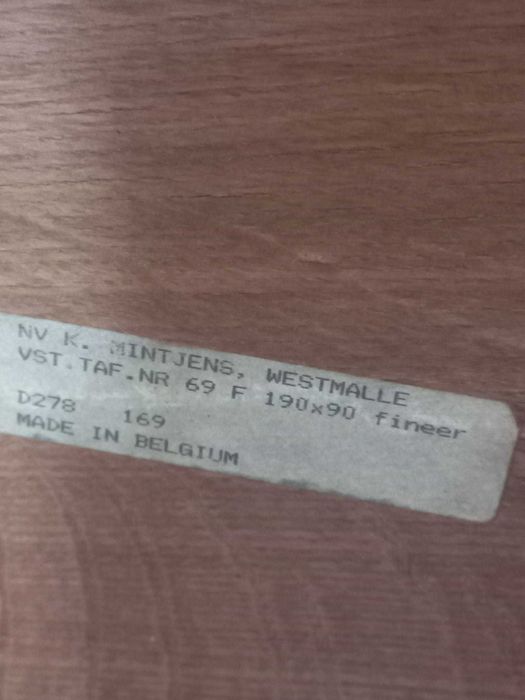 NV K. MINTJENS, WESTMALLE
VST.TAF.NR 69 F 190x90 fineer
D278 169
MADE IN BELGIUM